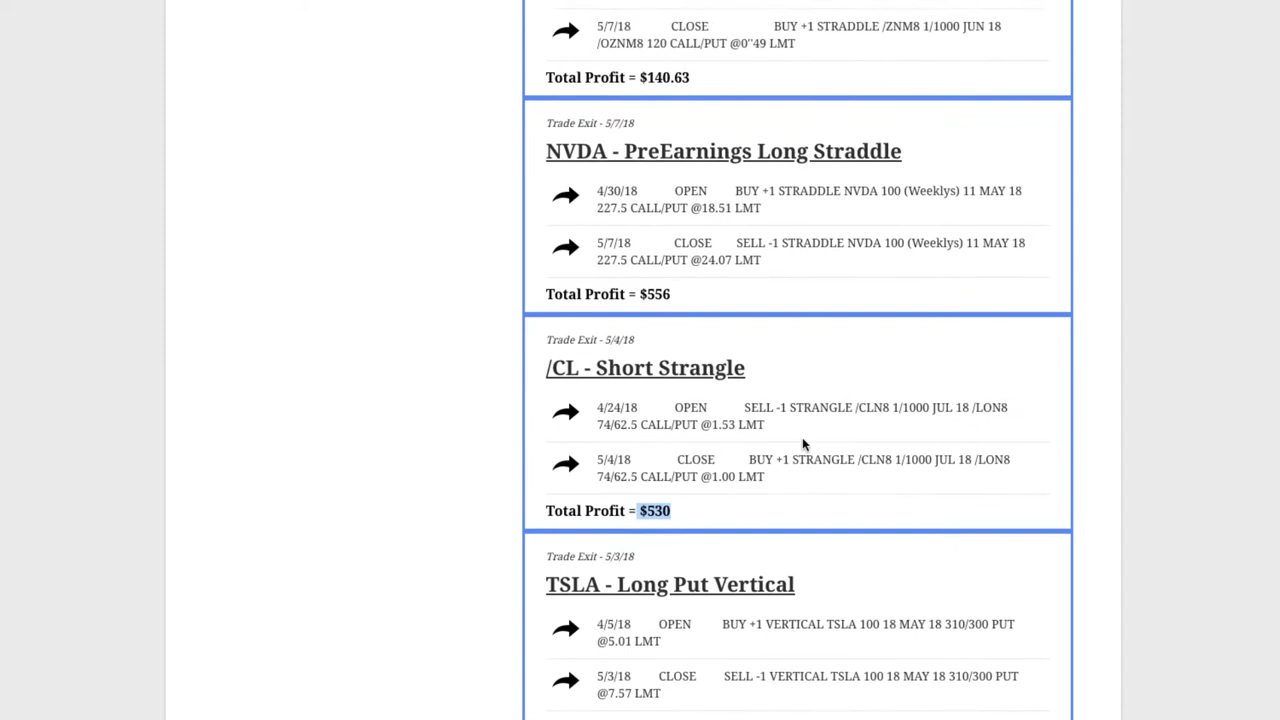 5/7/18 CLOSE BUY +1 STRADDLE /ZNM8 1/1000 JUN 18
/OZNM8 120 CALL/PUT @0"49 LMT
Total Profit = $140.63
Trade Exit - 5/7/18
NVDA - PreEarnings Long Straddle
4/30/18 OPEN BUY +1 STRADDLE NVDA 100 (Weeklys) 11 MAY 18
227.5 CALL/PUT @18.51 LMT
5/7/18 CLOSE SELL -1 STRADDLE NVDA 100 (Weeklys) 11 MAY 18
227.5 CALL/PUT @24.07 LMT
Total Profit = $556
Trade Exit - 5/4/18
/CL - Short Strangle
4/24/18 OPEN SELL -1 STRANGLE /CLN8 1/1000 JUL 18 /LON8
74/62.5 CALL/PUT @1.53 LMT
5/4/18 CLOSE BUY +1 STRANGLE /CLN8 1/1000 JUL 18 /LON8
74/62.5 CALL/PUT @1.00 LMT
Total Profit = $530
Trade Exit - 5/3/18
TSLA - Long Put Vertical
4/5/18 OPEN BUY +1 VERTICAL TSLA 100 18 MAY 18 310/300 PUT
@5.01 LMT
5/3/18 CLOSE SELL -1 VERTICAL TSLA 100 18 MAY 18 310/300 PUT
@7.57 LMT